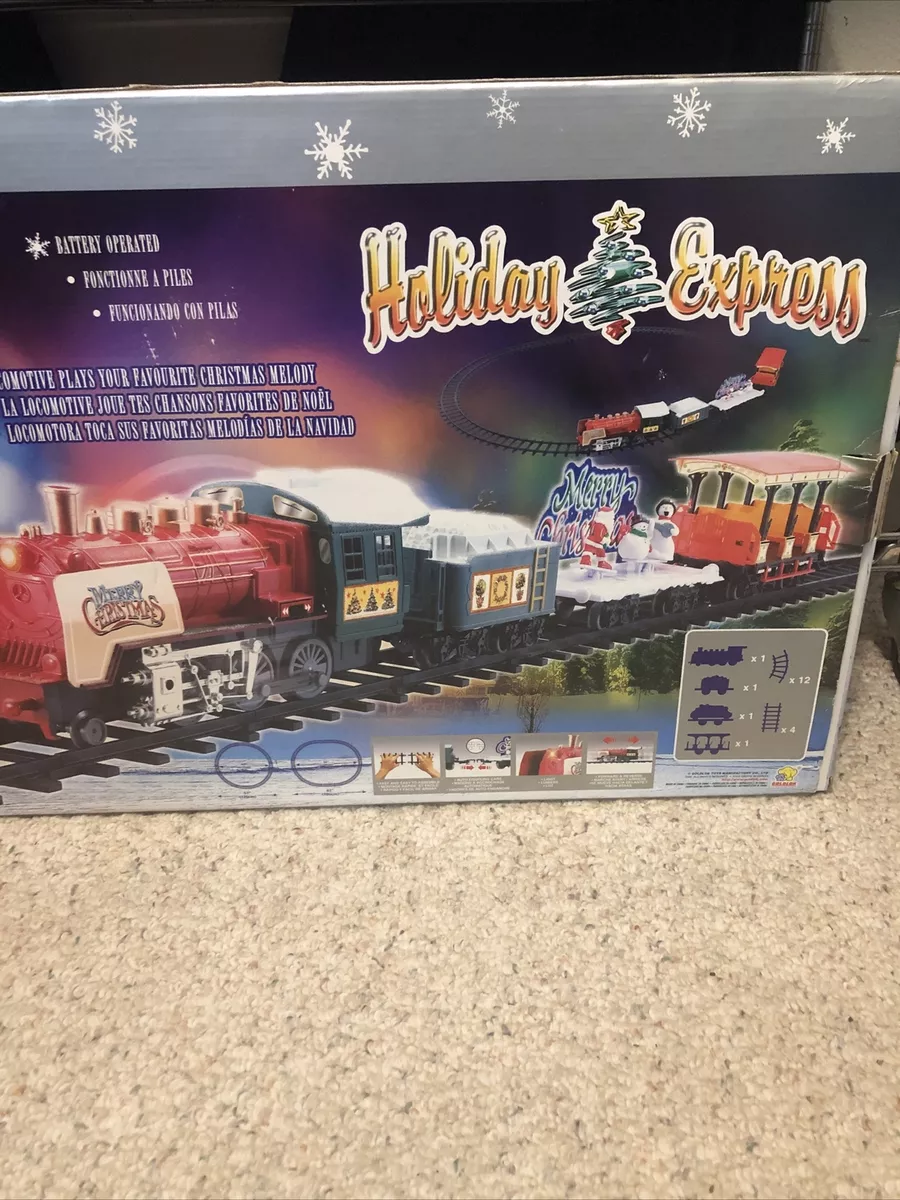 BATTERY OPERATED
• FONCTIONNE A PILES
• FUNCIONANDO CON PILAS
Holiday Express
COMOTIVE PLAYS YOUR FAVOURITE CHRISTMAS MELODY
LA LOCOMOTIVE JOUE TES CHANSONS FAVORITES DE NOËL
LOCOMOTORA TOCA SUS FAVORITAS MELODÍAS DE LA NAVIDAD
Merry
Christmas
MERRY
CHRISTMAS
x 1
x 12
x 1
x 1
x 4
x 1